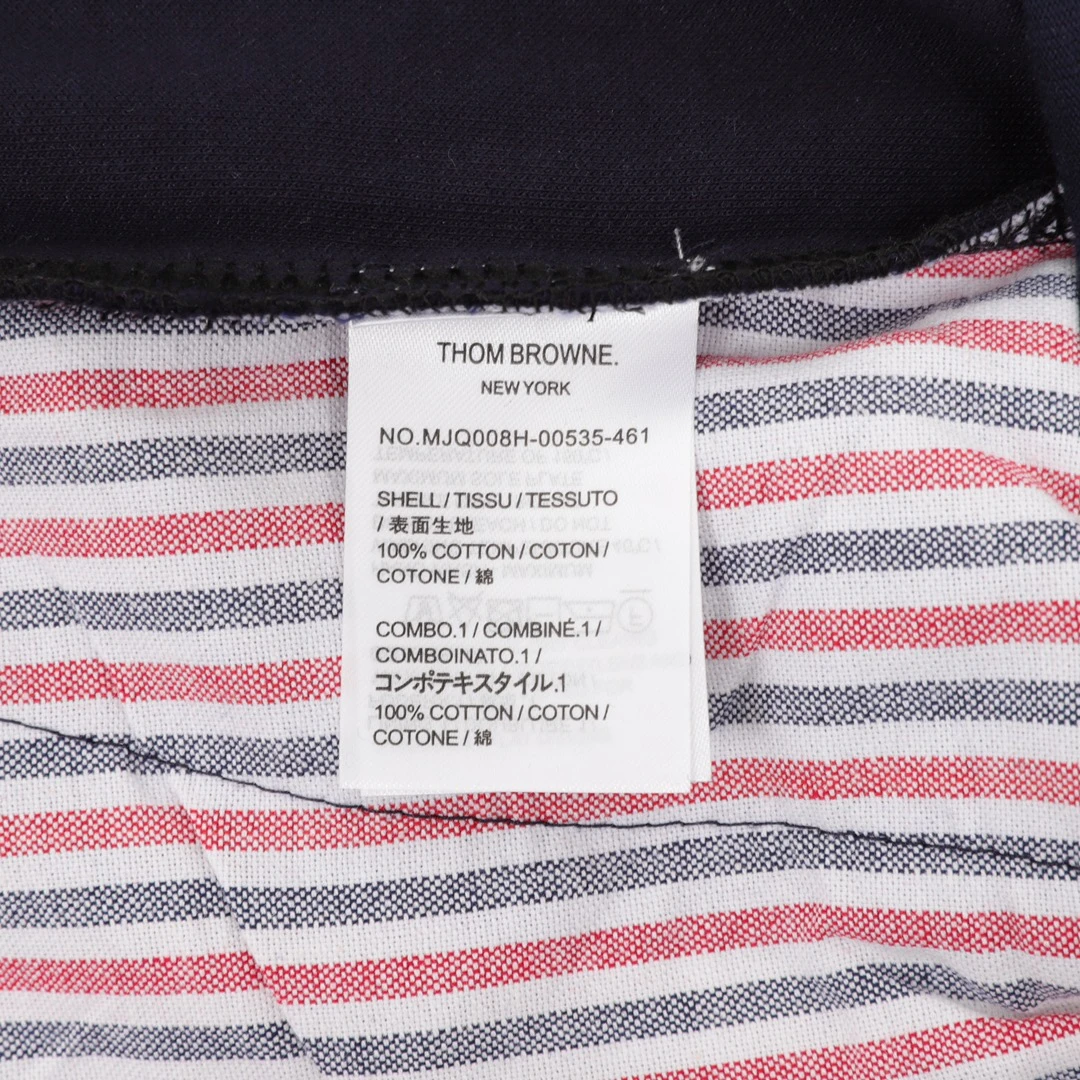 THOM BROWNE.
NEW YORK
NO.MJQ008H-00535-461
SHELL / TISSU / TESSUTO
/ 表面生地
100% COTTON / COTON /
COTONE / 綿
COMBO.1 / COMBINÉ.1 /
COMBOINATO.1 /
コンポテキスタイル.1
100% COTTON / COTON /
COTONE / 綿